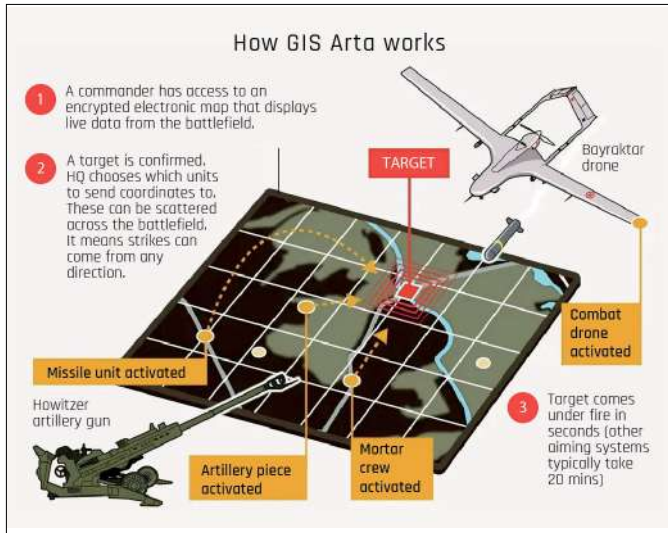 How GIS Arta works
1
A commander has access to an
encrypted electronic map that displays
live data from the battlefield.
2
A target is confirmed.
HQ chooses which units
to send coordinates to.
These can be scattered
across the battlefield.
It means strikes can
come from any
direction.
TARGET
Bayraktar
drone
Combat
drone
activated
Missile unit activated
Howitzer
artillery gun
Artillery piece
activated
Mortar
crew
activated
3
Target comes
under fire in
seconds (other
aiming systems
typically take
20 mins)